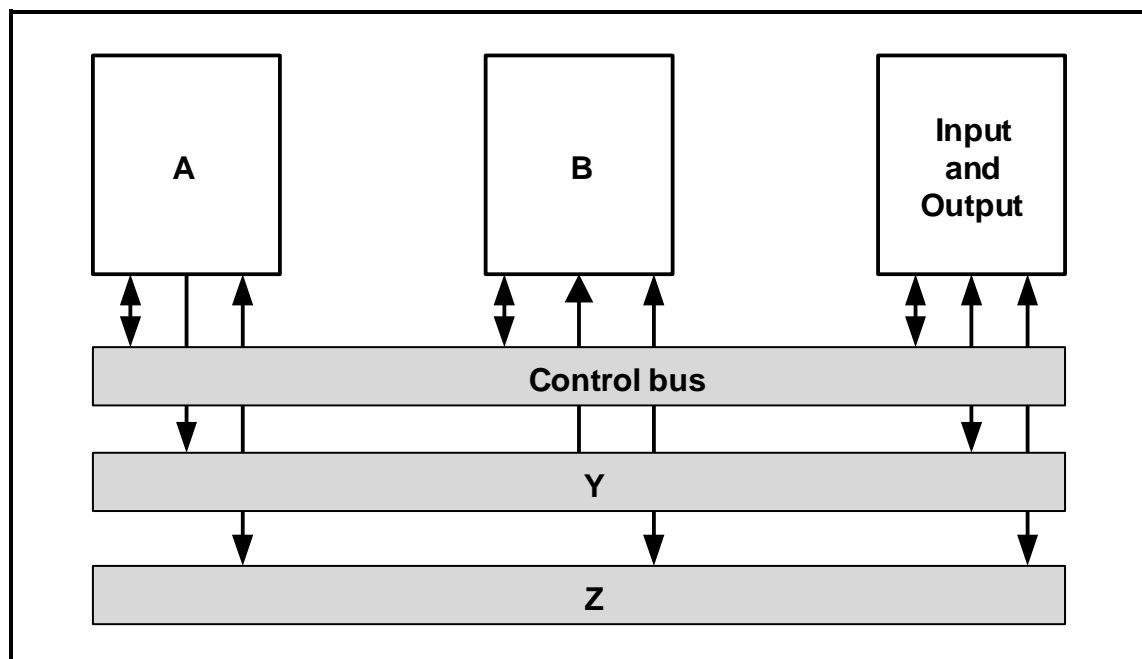 A
B
Input
and
Output
Control bus
Y
Z